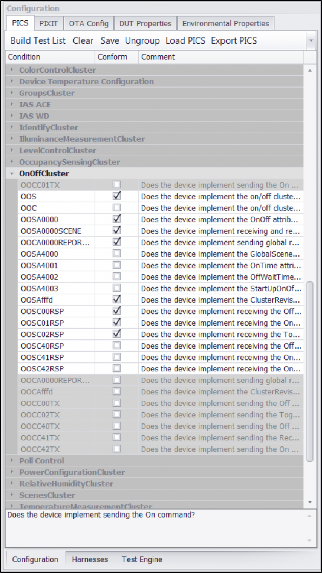 Configuration
PICS PIXIT OTA Config DUT Properties Environmental Properties
Build Test List Clear Save Ungroup Load PICS Export PICS
Condition Conform Comment
ColorControlCluster
Device Temperature Configuration
GroupsCluster
IAS ACE
IAS WD
IdentifyCluster
IlluminanceMeasurementCluster
LevelControlCluster
OccupancySensingCluster
OnOffCluster
OOCC01TX Does the device implement sending the On ...
OOS Does the device implement the on/off cluste...
OOC Does the device implement the on/off cluste...
OOSA0000 Does the device implement the OnOff attrib...
OOSA0000SCENE Does the device implement receiving and re...
OOCA0000REPOR... Does the device implement sending global r...
OOSA4000 Does the device implement the GlobalScene...
OOSA4001 Does the device implement the OnTime attri...
OOSA4002 Does the device implement the OffWaitTime...
OOSA4003 Does the device implement the StartUpOnOf...
OOSAfffd Does the device implement the ClusterRevis...
OOSC00RSP Does the device implement receiving the Off...
OOSC01RSP Does the device implement receiving the On...
OOSC02RSP Does the device implement receiving the To...
OOSC40RSP Does the device implement receiving the Off...
OOSC41RSP Does the device implement receiving the On...
OOSC42RSP Does the device implement receiving the On...
OOCA0000REPOR... Does the device implement sending global r...
OOCAfffd Does the device implement the ClusterRevis...
OOCC00TX Does the device implement sending the Off ...
OOCC02TX Does the device implement sending the Tog...
OOCC40TX Does the device implement sending the Off ...
OOCC41TX Does the device implement sending the Rec...
OOCC42TX Does the device implement sending the On ...
Poll Control
PowerConfigurationCluster
RelativeHumidityCluster
ScenesCluster
TemperatureMeasurementCluster
Does the device implement sending the On command?
Configuration Harnesses Test Engine